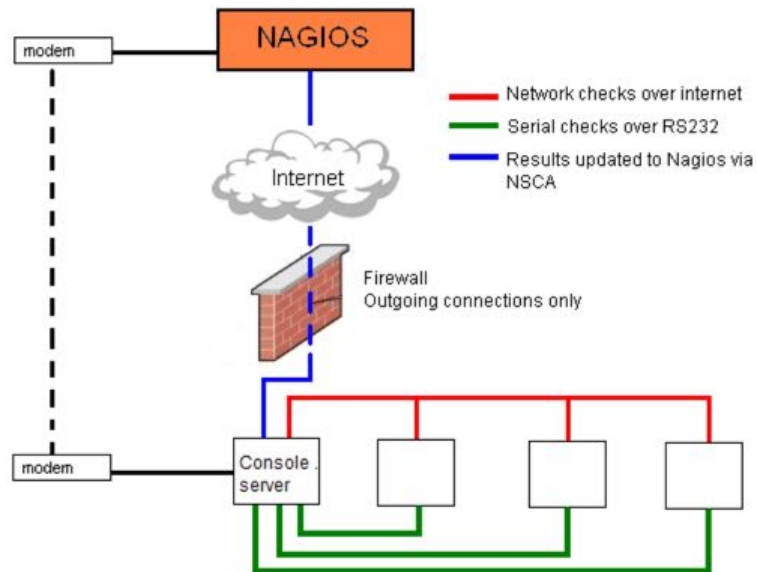 NAGIOS
modem
Network checks over internet
Serial checks over RS232
Results updated to Nagios via
NSCA
Internet
Firewall
Outgoing connections only
modem
Console .
server